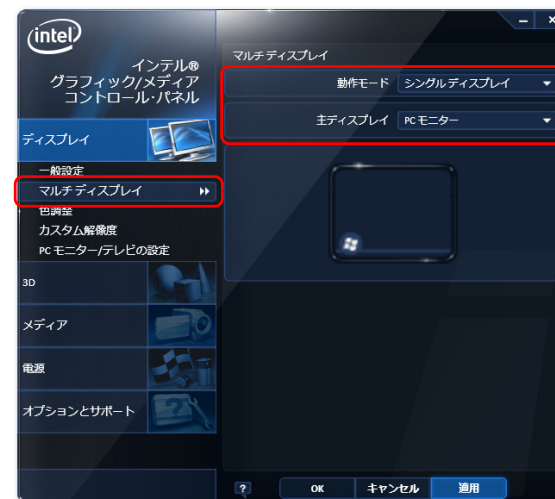 intel
インテル®
グラフィック/メディア
コントロール・パネル
ディスプレイ
一般設定
マルチディスプレイ
色調整
カスタム解像度
PC モニター/テレビの設定
3D
メディア
電源
オプションとサポート
マルチディスプレイ
動作モード シングルディスプレイ
主ディスプレイ PC モニター
? OK キャンセル 適用